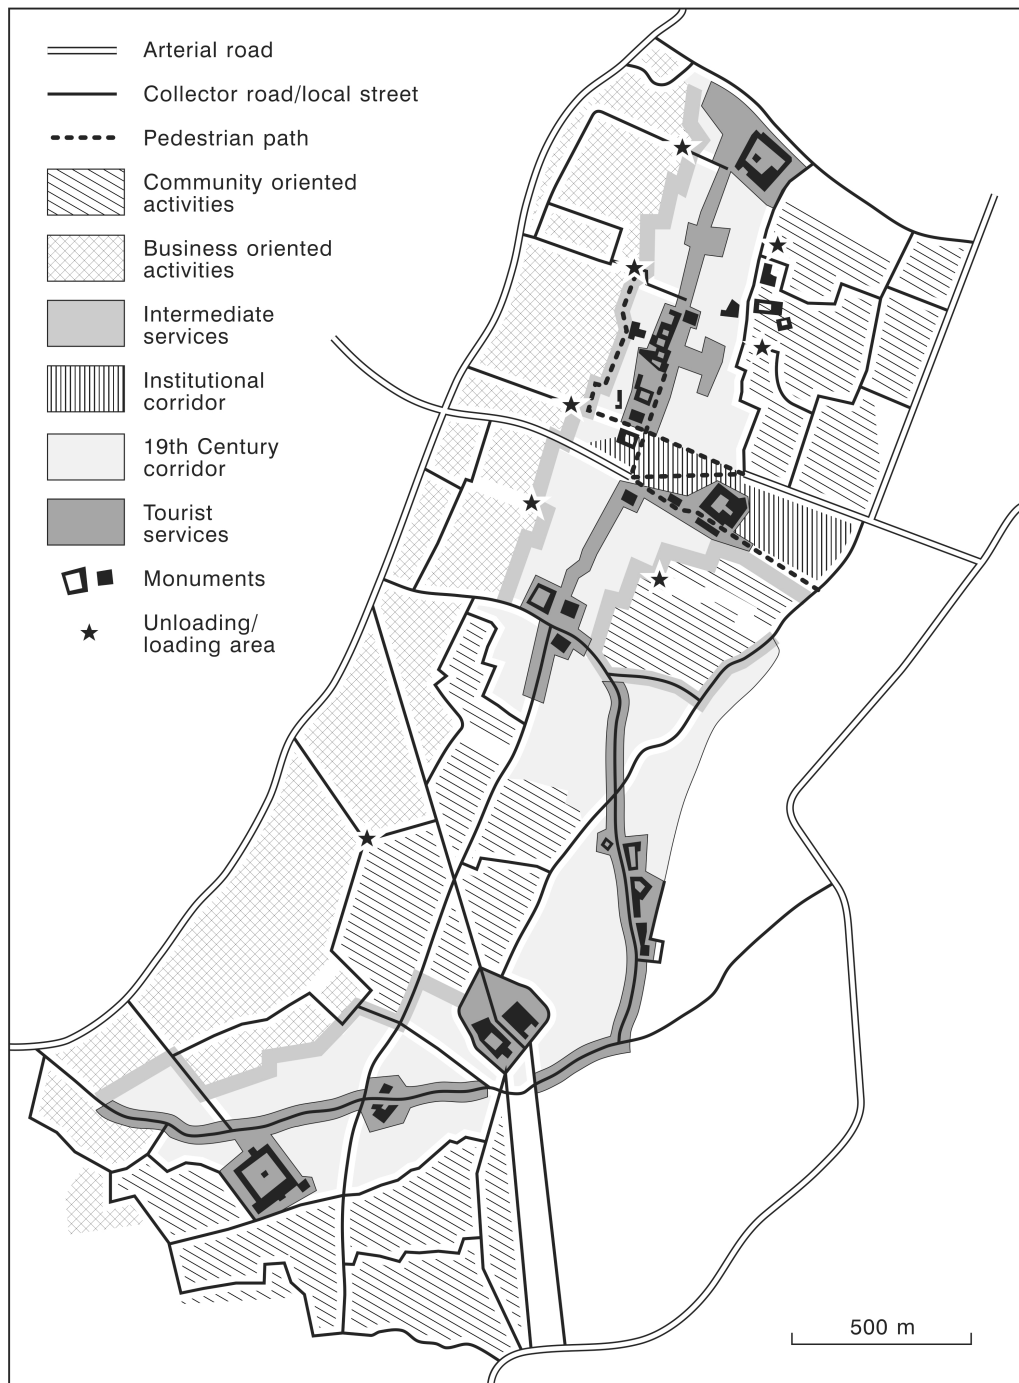 Arterial road
Collector road/local street
Pedestrian path
Community oriented
activities
Business oriented
activities
Intermediate
services
Institutional
corridor
19th Century
corridor
Tourist
services
Monuments
Unloading/
loading area
500 m